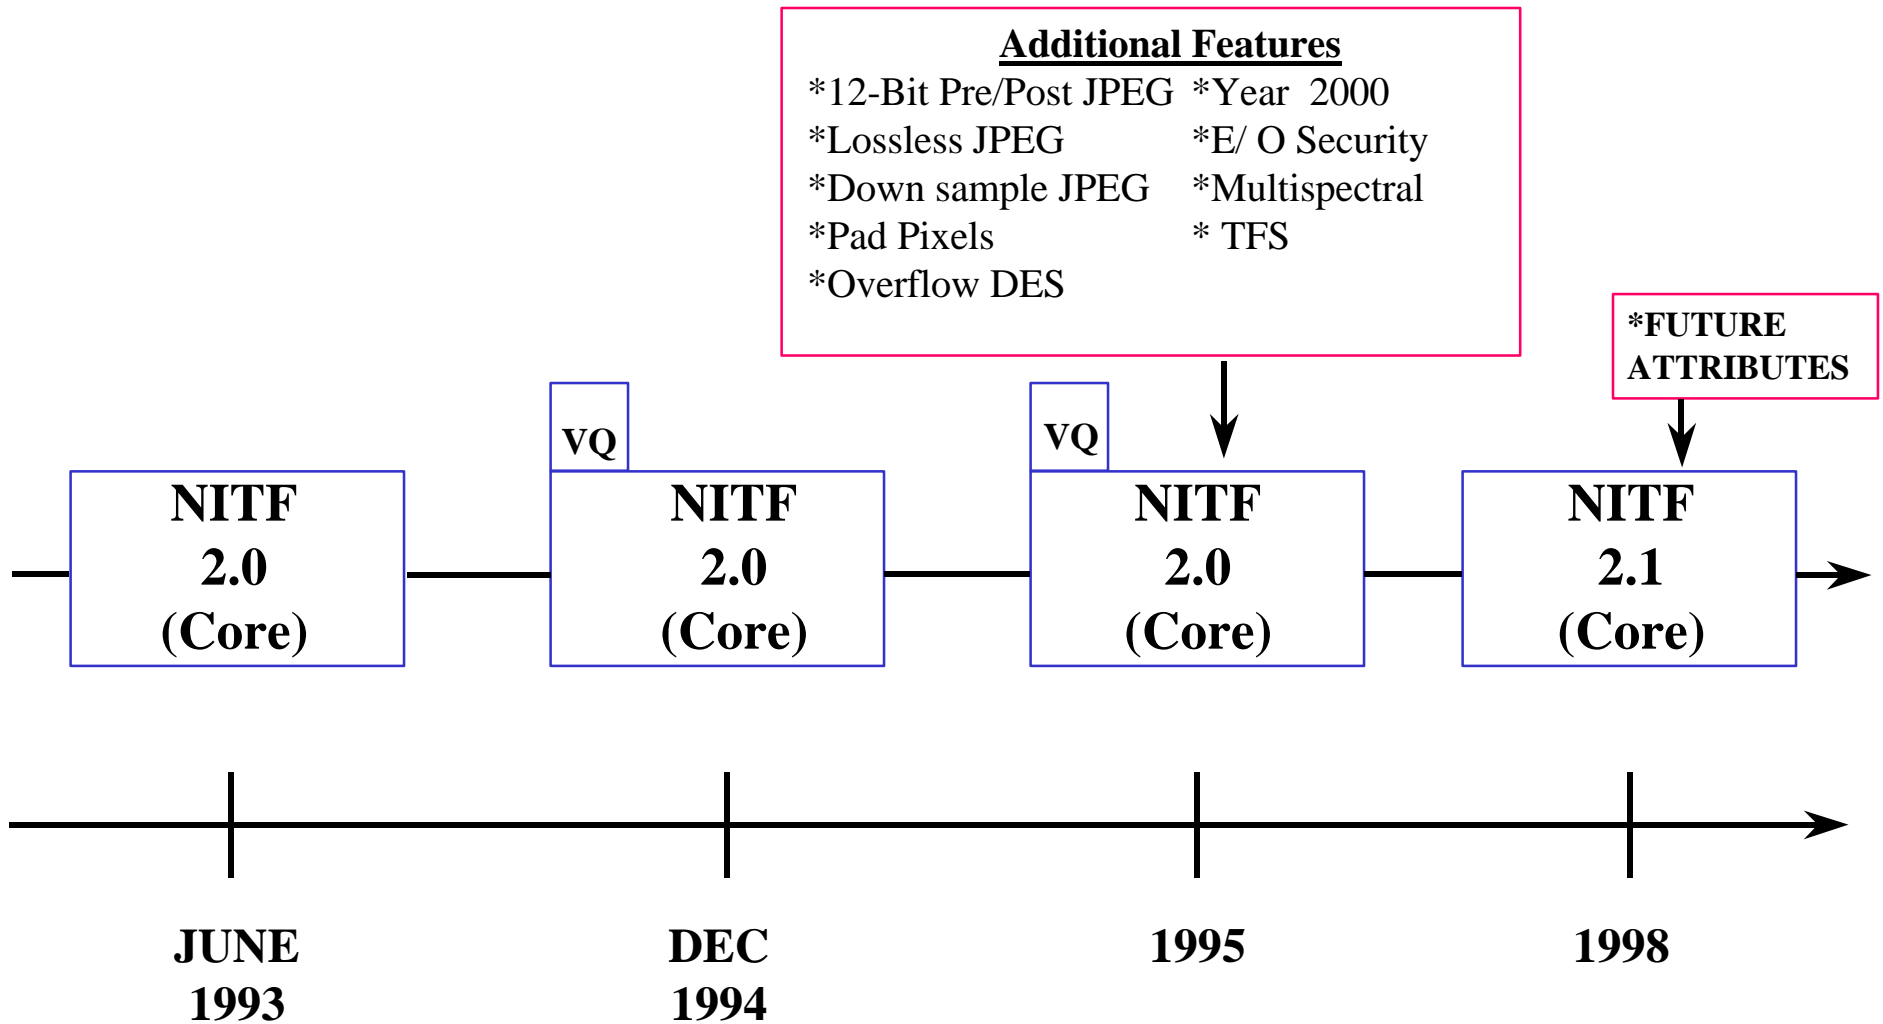 Additional Features
*12-Bit Pre/Post JPEG *Year 2000
*Lossless JPEG *E/ O Security
*Down sample JPEG *Multispectral
*Pad Pixels * TFS
*Overflow DES
*FUTURE
ATTRIBUTES
VQ
VQ
NITF
2.0
(Core)
NITF
2.0
(Core)
NITF
2.0
(Core)
NITF
2.1
(Core)
JUNE
1993
DEC
1994
1995
1998